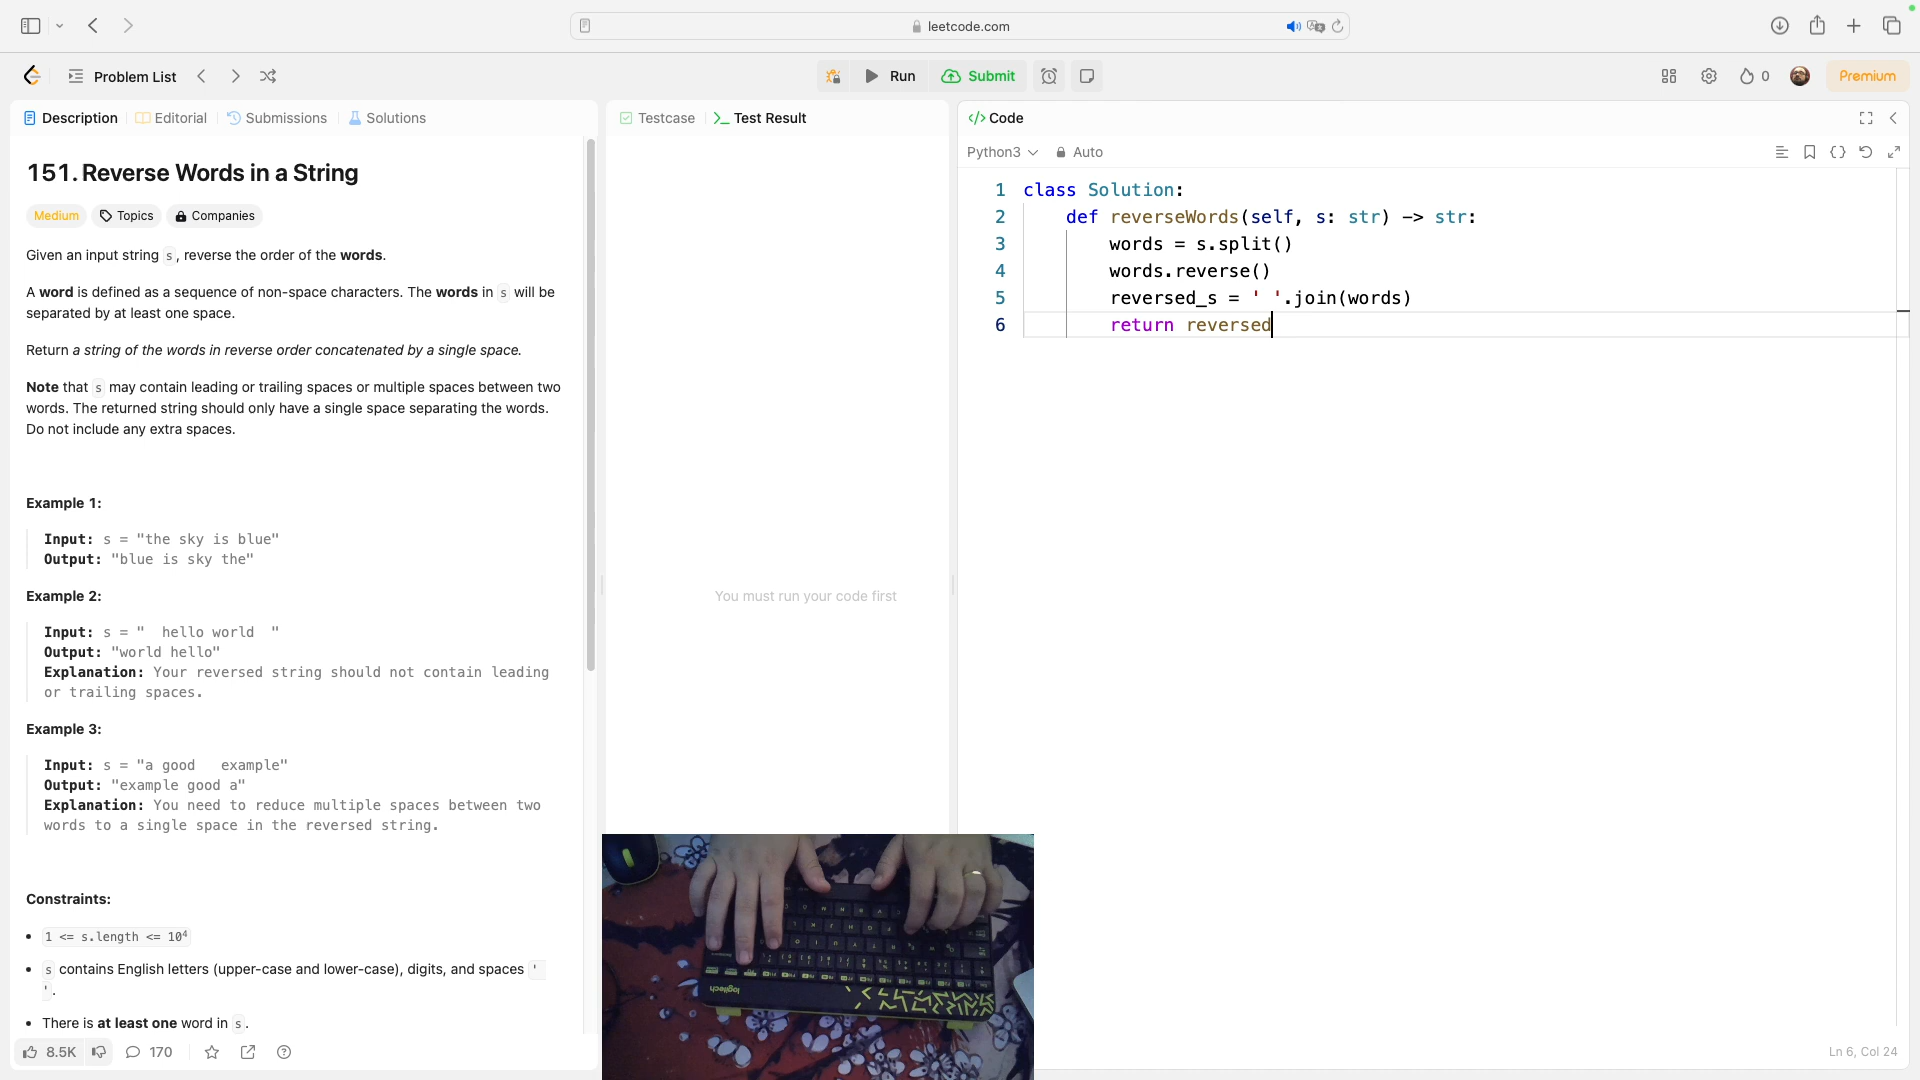 leetcode.com
Problem List
Run
Submit
0
Premium
Description
Editorial
Submissions
Solutions
151. Reverse Words in a String
Medium
Topics
Companies
Given an input string s, reverse the order of the words.
A word is defined as a sequence of non-space characters. The words in s will be
separated by at least one space.
Return a string of the words in reverse order concatenated by a single space.
Note that s may contain leading or trailing spaces or multiple spaces between two
words. The returned string should only have a single space separating the words.
Do not include any extra spaces.
Example 1:
Input: s = "the sky is blue"
Output: "blue is sky the"
Example 2:
Input: s = "  hello world  "
Output: "world hello"
Explanation: Your reversed string should not contain leading
or trailing spaces.
Example 3:
Input: s = "a good   example"
Output: "example good a"
Explanation: You need to reduce multiple spaces between two
words to a single space in the reversed string.
Constraints:
• 1 <= s.length <= 10⁴
• s contains English letters (upper-case and lower-case), digits, and spaces '
'.
• There is at least one word in s.
8.5K
170
Testcase
Test Result
You must run your code first
logitech
Code
Python3
Auto
1 class Solution:
2     def reverseWords(self, s: str) -> str:
3         words = s.split()
4         words.reverse()
5         reversed_s = ' '.join(words)
6         return reversed
Ln 6, Col 24